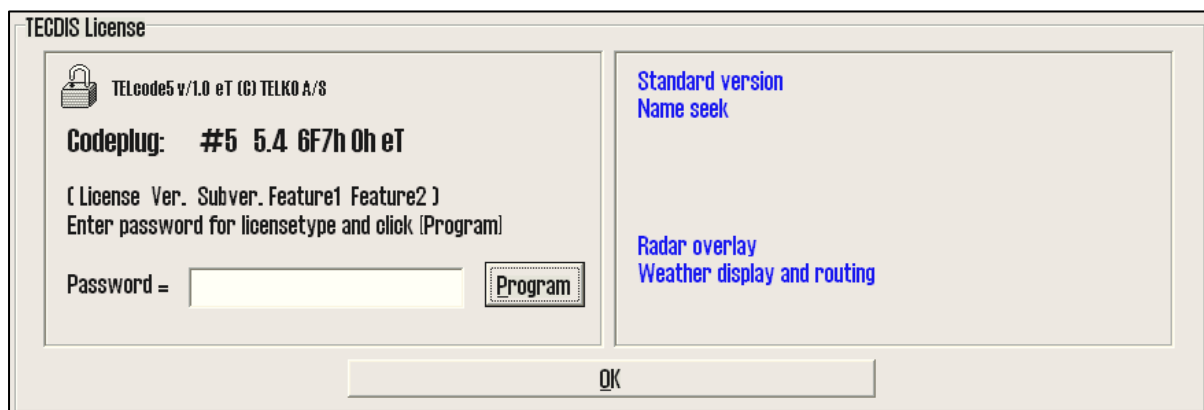 TECDIS License
TELcode5 v/1.0 eT (C) TELKO A/S
Codeplug: #5 5.4 6F7h 0h eT
( License Ver. Subver. Feature1 Feature2 )
Enter password for licensetype and click [Program]
Password =
Program
Standard version
Name seek
Radar overlay
Weather display and routing
OK